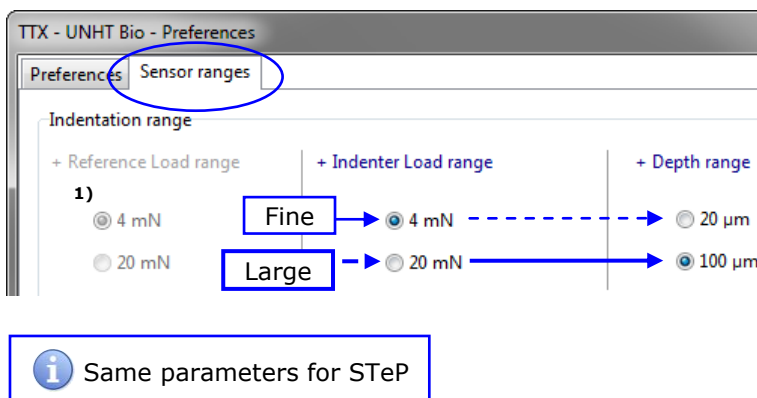 TTX - UNHT Bio - Preferences
Preferences Sensor ranges
Indentation range
+ Reference Load range + Indenter Load range + Depth range
1)
4 mN Fine 4 mN 20 µm
20 mN Large 20 mN 100 µm
Same parameters for STeP